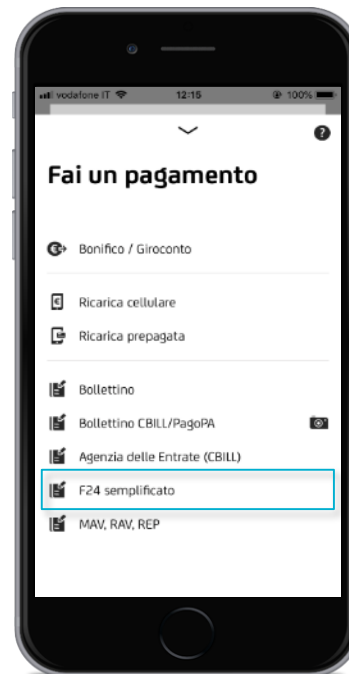 vodafone IT 12:15 100%
?
Fai un pagamento
Bonifico / Giroconto
Ricarica cellulare
Ricarica prepagata
Bollettino
Bollettino CBILL/PagoPA
Agenzia delle Entrate (CBILL)
F24 semplificato
MAV, RAV, REP